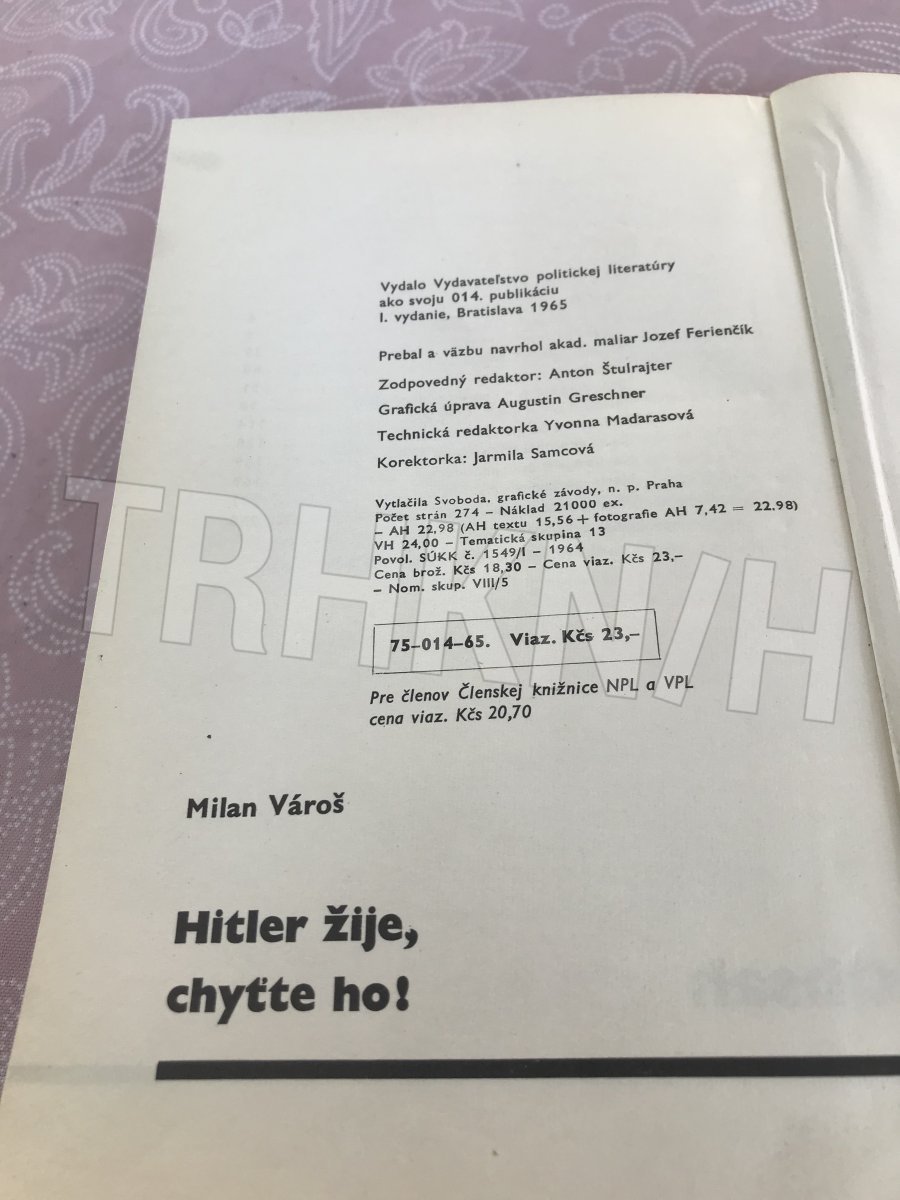 Vydalo Vydavateľstvo politickej literatúry
ako svoju 014. publikáciu
I. vydanie, Bratislava 1965
Prebal a väzbu navrhol akad. maliar Jozef Ferienčík
Zodpovedný redaktor: Anton Štulrajter
Grafická úprava Augustin Greschner
Technická redaktorka Yvonna Madarasová
Korektorka: Jarmila Samcová
Vytlačila Svoboda, grafické závody, n. p. Praha
Počet strán 274 – Náklad 21000 ex.
– AH 22,98 (AH textu 15,56 + fotografie AH 7,42 = 22.98)
VH 24,00 – Tematická skupina 13
Povol. SÚKK č. 1549/I – 1964
Cena brož. Kčs 18,30 – Cena viaz. Kčs 23,–
– Nom. skup. VIII/5
TRHKNIH
75–014–65. Viaz. Kčs 23,–
Pre členov Členskej knižnice NPL a VPL
cena viaz. Kčs 20,70
Milan Vároš
Hitler žije,
chyťte ho!